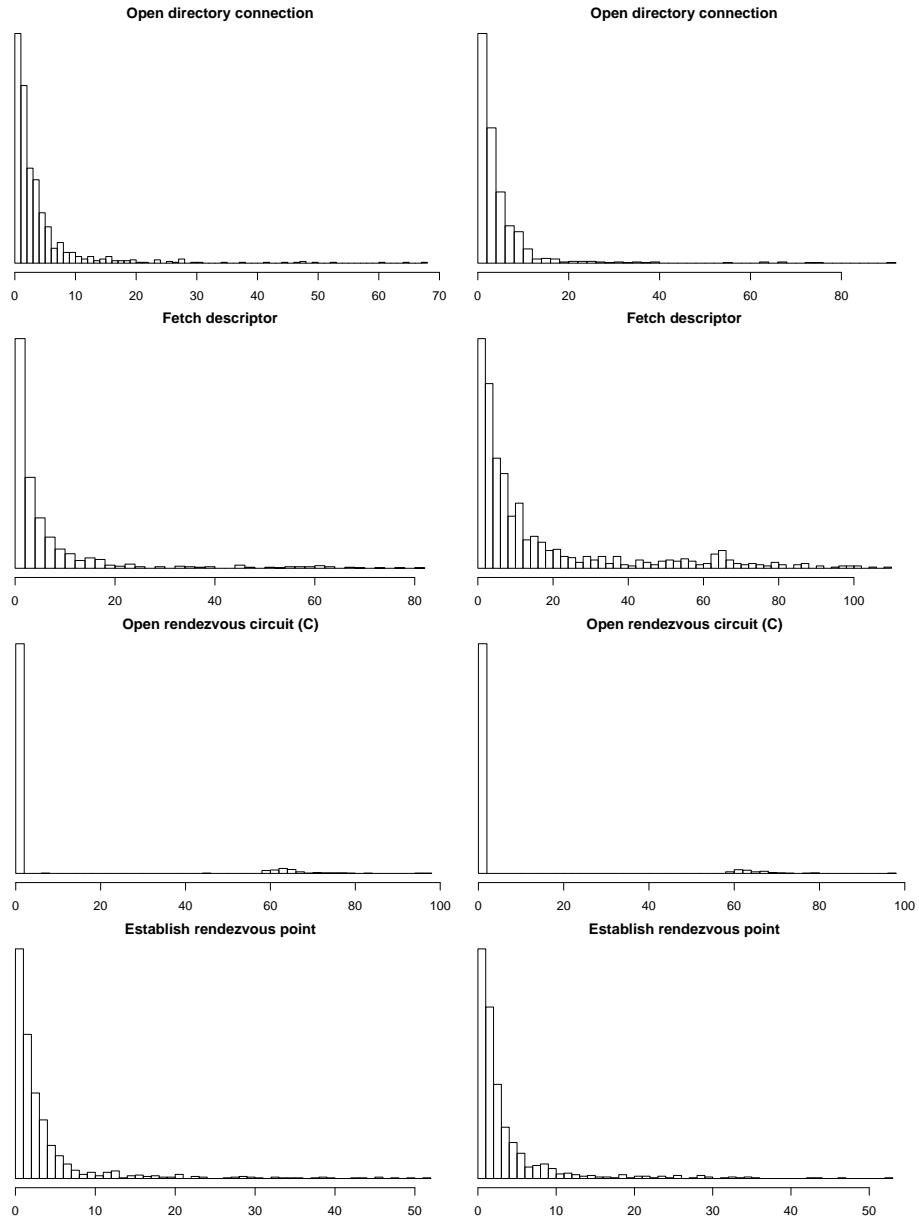 Open directory connection
Open directory connection
0 10 20 30 40 50 60 70
0 20 40 60 80
Fetch descriptor
Fetch descriptor
0 20 40 60 80
0 20 40 60 80 100
Open rendezvous circuit (C)
Open rendezvous circuit (C)
0 20 40 60 80 100
0 20 40 60 80 100
Establish rendezvous point
Establish rendezvous point
0 10 20 30 40 50
0 10 20 30 40 50